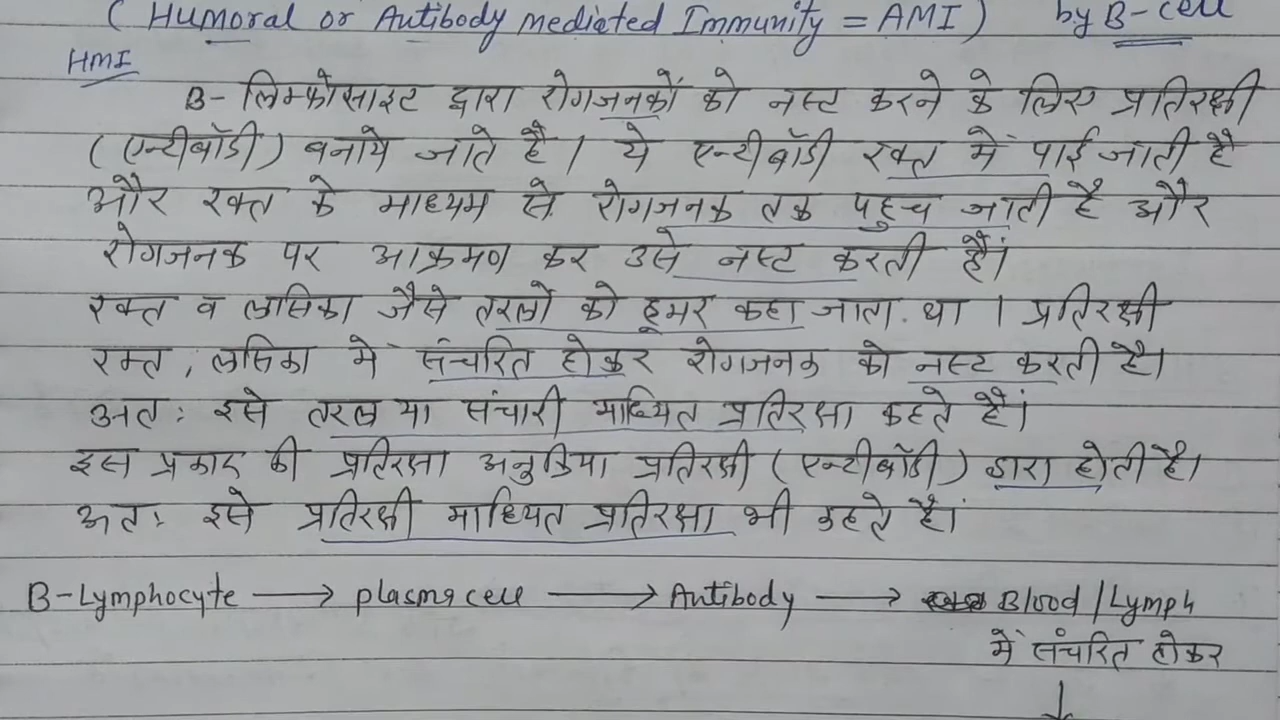 ( Humoral or Antibody mediated Immunity = AMI ) by B-cell
HMI
B- लिम्फोसाइट द्वारा रोगजनकों को नस्ट करने के लिए प्रतिरक्षी
(एन्टीबॉडी) बनाये जाते है। ये एन्टीबॉडी रक्त में पाई जाती है
और रक्त के माध्यम से रोगजनक तक पहुच जाती है और
रोगजनक पर आक्रमण कर उसे नस्ट करती हैं।
रक्त व लसिका जैसे तरलों को हूमर कहा जाता था । प्रतिरक्षी
रक्त, लसिका में संचरित होकर रोगजनक को नस्ट करती है।
अतः इसे तरल या संचारी माध्यित प्रतिरक्षा कहते हैं।
इस प्रकार की प्रतिरक्षा अनुक्रिया प्रतिरक्षी (एन्टीबॉडी) द्वारा होती है।
अतः इसे प्रतिरक्षी माध्यित प्रतिरक्षा भी कहते है।
B-Lymphocyte → plasma cell → Antibody → Blood/Lymph
में संचरित होकर
↓